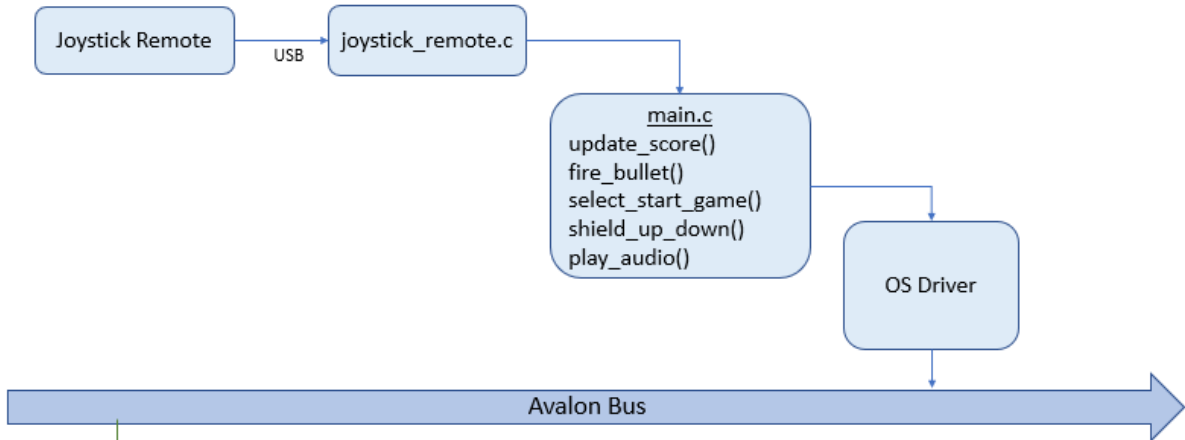 Joystick Remote
USB
joystick_remote.c
main.c
update_score()
fire_bullet()
select_start_game()
shield_up_down()
play_audio()
OS Driver
Avalon Bus